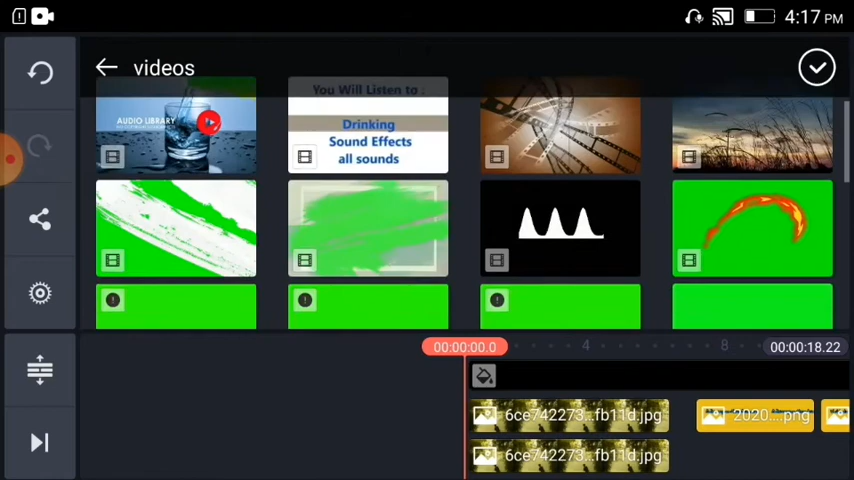 4:17 PM
videos
You Will Listen to :
AUDIO LIBRARY
Drinking
Sound Effects
all sounds
00:00:00.0
4
8
00:00:18.22
6ce742273...fb11d.jpg
2020....png
6ce742273...fb11d.jpg